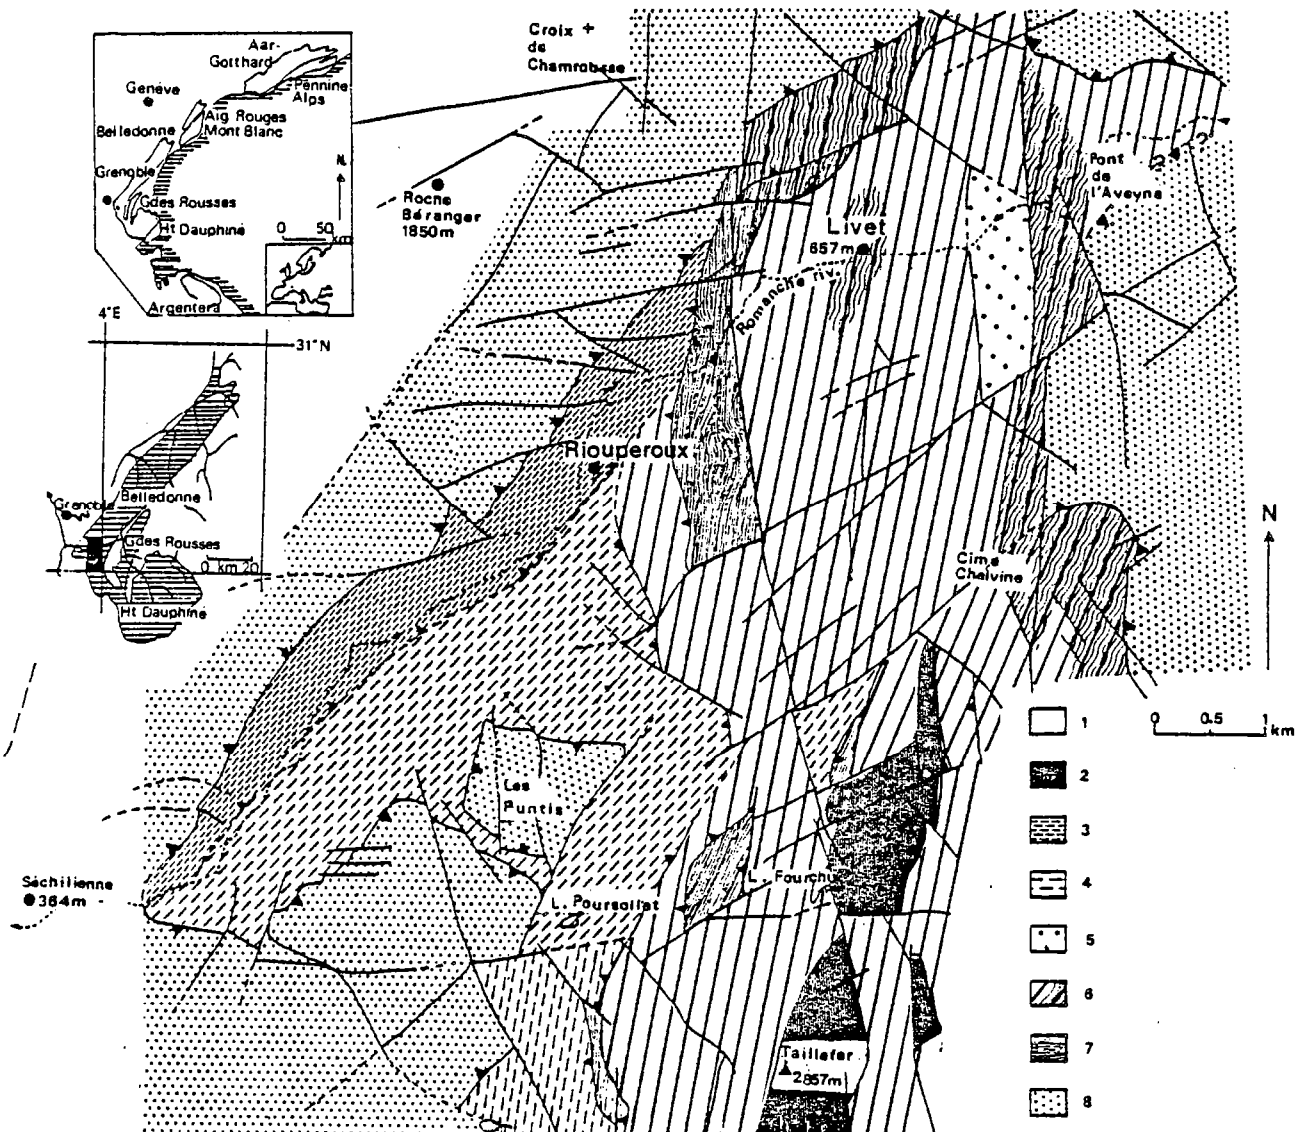 Croix +
de
Chamrousse
Aar-
Gotthard
Pennine
Alps
Genéve
Aig. Rouges
Mont Blanc
Belledonne
Grenoble
Gdes Rousses
Ht Dauphiné
Argentera
N
0 50
km
4°E
31°N
Grenoble
Belledonne
Gdes Rousses
Ht Dauphiné
0 km 20
Roche
Béranger
1850m
Livet
657m
Romanche riv.
Pont
de
l'Aveyna
Riouperoux
Cime
Chalvine
N
Les
Puntis
L. Poursollet
L. Fourchu
Séchilienne
364m
Taillefer
2857m
0 0.5 1
km
1
2
3
4
5
6
7
8